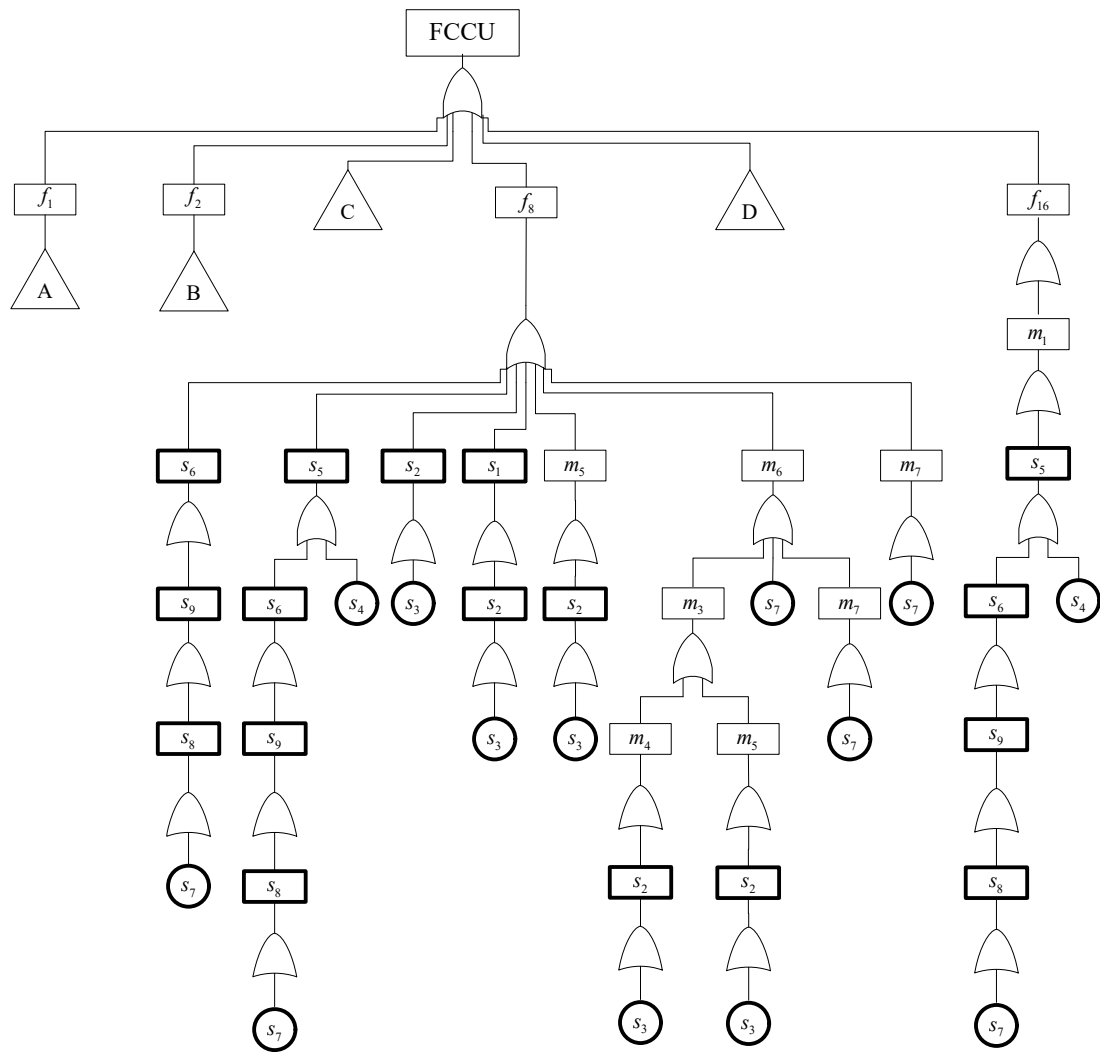 FCCU
f₁
f₂
C
f₈
D
f₁₆
A
B
m₁
s₆
s₅
s₂
s₁
m₅
m₆
m₇
s₅
s₉
s₆
s₄
s₃
s₂
s₂
m₃
s₇
m₇
s₇
s₆
s₄
s₈
s₉
s₃
s₃
m₄
m₅
s₇
s₉
s₇
s₈
s₂
s₂
s₈
s₇
s₃
s₃
s₇